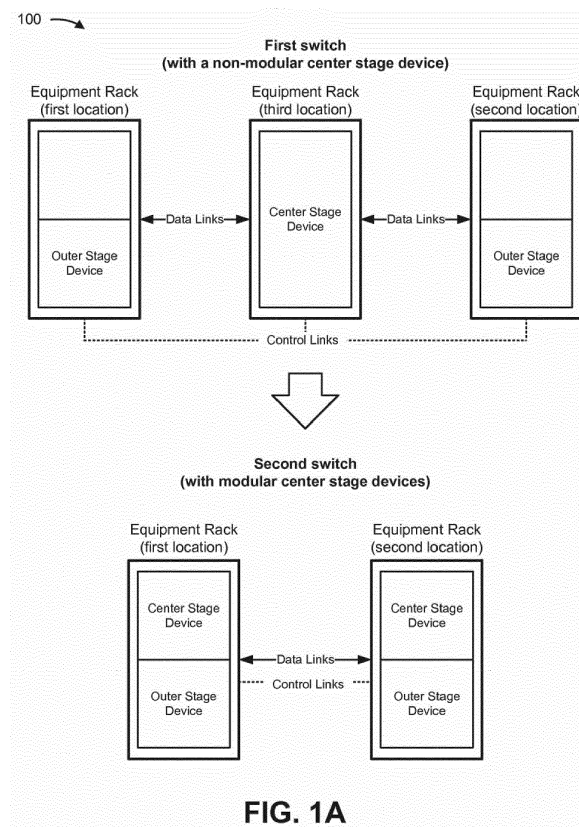 100
First switch
(with a non-modular center stage device)
Equipment Rack
(first location)
Equipment Rack
(third location)
Equipment Rack
(second location)
Outer Stage
Device
Data Links
Center Stage
Device
Data Links
Outer Stage
Device
Control Links
Second switch
(with modular center stage devices)
Equipment Rack
(first location)
Equipment Rack
(second location)
Center Stage
Device
Center Stage
Device
Data Links
Control Links
Outer Stage
Device
Outer Stage
Device
FIG. 1A